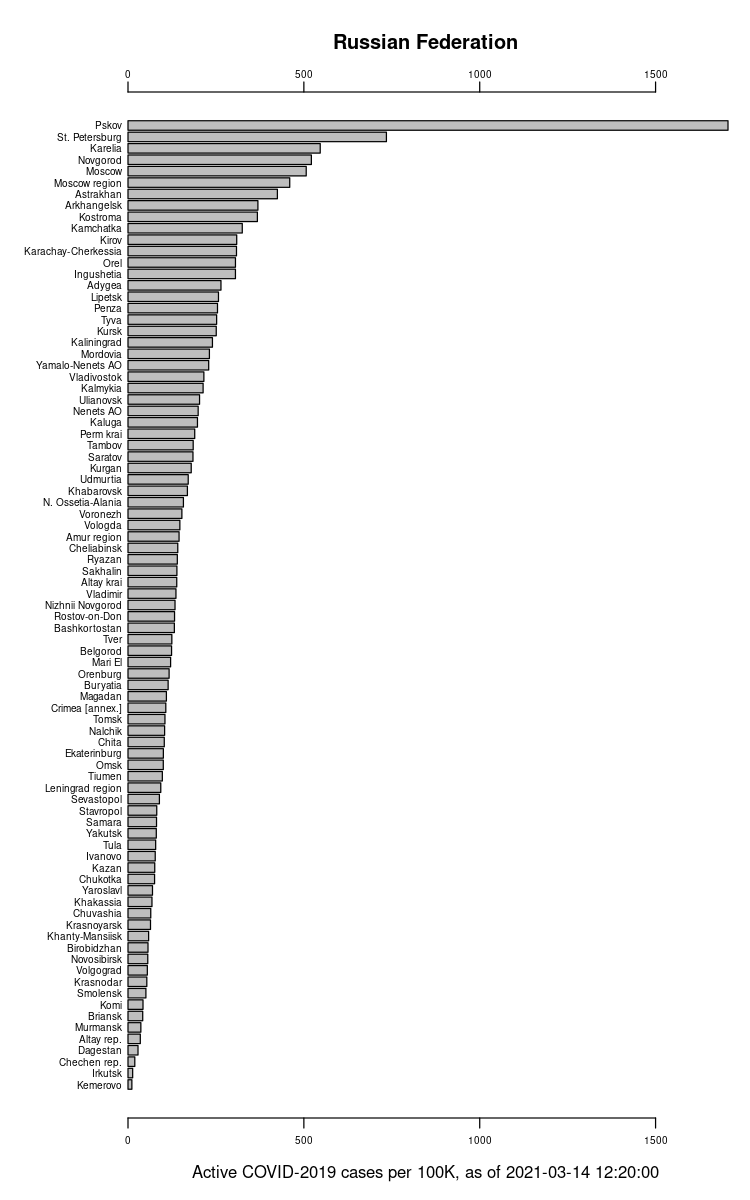 Russian Federation
0 500 1000 1500
Pskov
St. Petersburg
Karelia
Novgorod
Moscow
Moscow region
Astrakhan
Arkhangelsk
Kostroma
Kamchatka
Kirov
Karachay-Cherkessia
Orel
Ingushetia
Adygea
Lipetsk
Penza
Tyva
Kursk
Kaliningrad
Mordovia
Yamalo-Nenets AO
Vladivostok
Kalmykia
Ulianovsk
Nenets AO
Kaluga
Perm krai
Tambov
Saratov
Kurgan
Udmurtia
Khabarovsk
N. Ossetia-Alania
Voronezh
Vologda
Amur region
Cheliabinsk
Ryazan
Sakhalin
Altay krai
Vladimir
Nizhnii Novgorod
Rostov-on-Don
Bashkortostan
Tver
Belgorod
Mari El
Orenburg
Buryatia
Magadan
Crimea [annex.]
Tomsk
Nalchik
Chita
Ekaterinburg
Omsk
Tiumen
Leningrad region
Sevastopol
Stavropol
Samara
Yakutsk
Tula
Ivanovo
Kazan
Chukotka
Yaroslavl
Khakassia
Chuvashia
Krasnoyarsk
Khanty-Mansiisk
Birobidzhan
Novosibirsk
Volgograd
Krasnodar
Smolensk
Komi
Briansk
Murmansk
Altay rep.
Dagestan
Chechen rep.
Irkutsk
Kemerovo
0 500 1000 1500
Active COVID-2019 cases per 100K, as of 2021-03-14 12:20:00